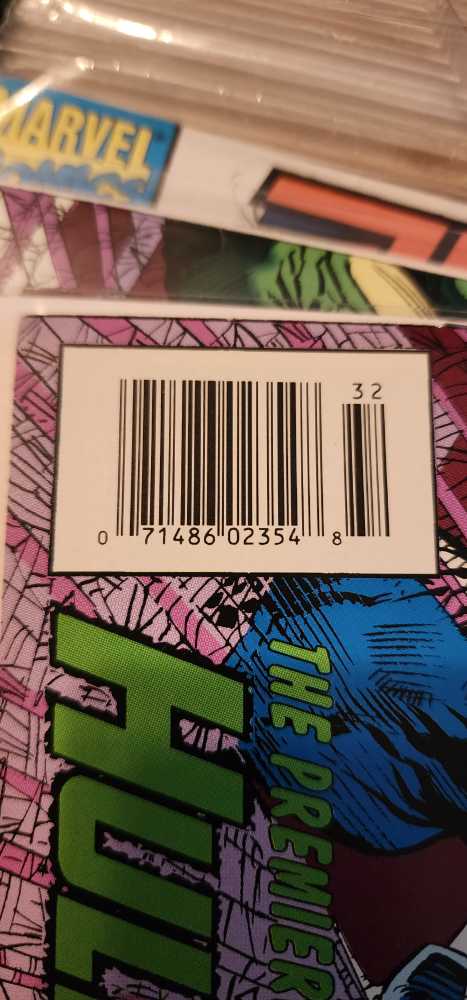 MARVEL
32
0 71486 02354 8
THE PREMIER
HUL